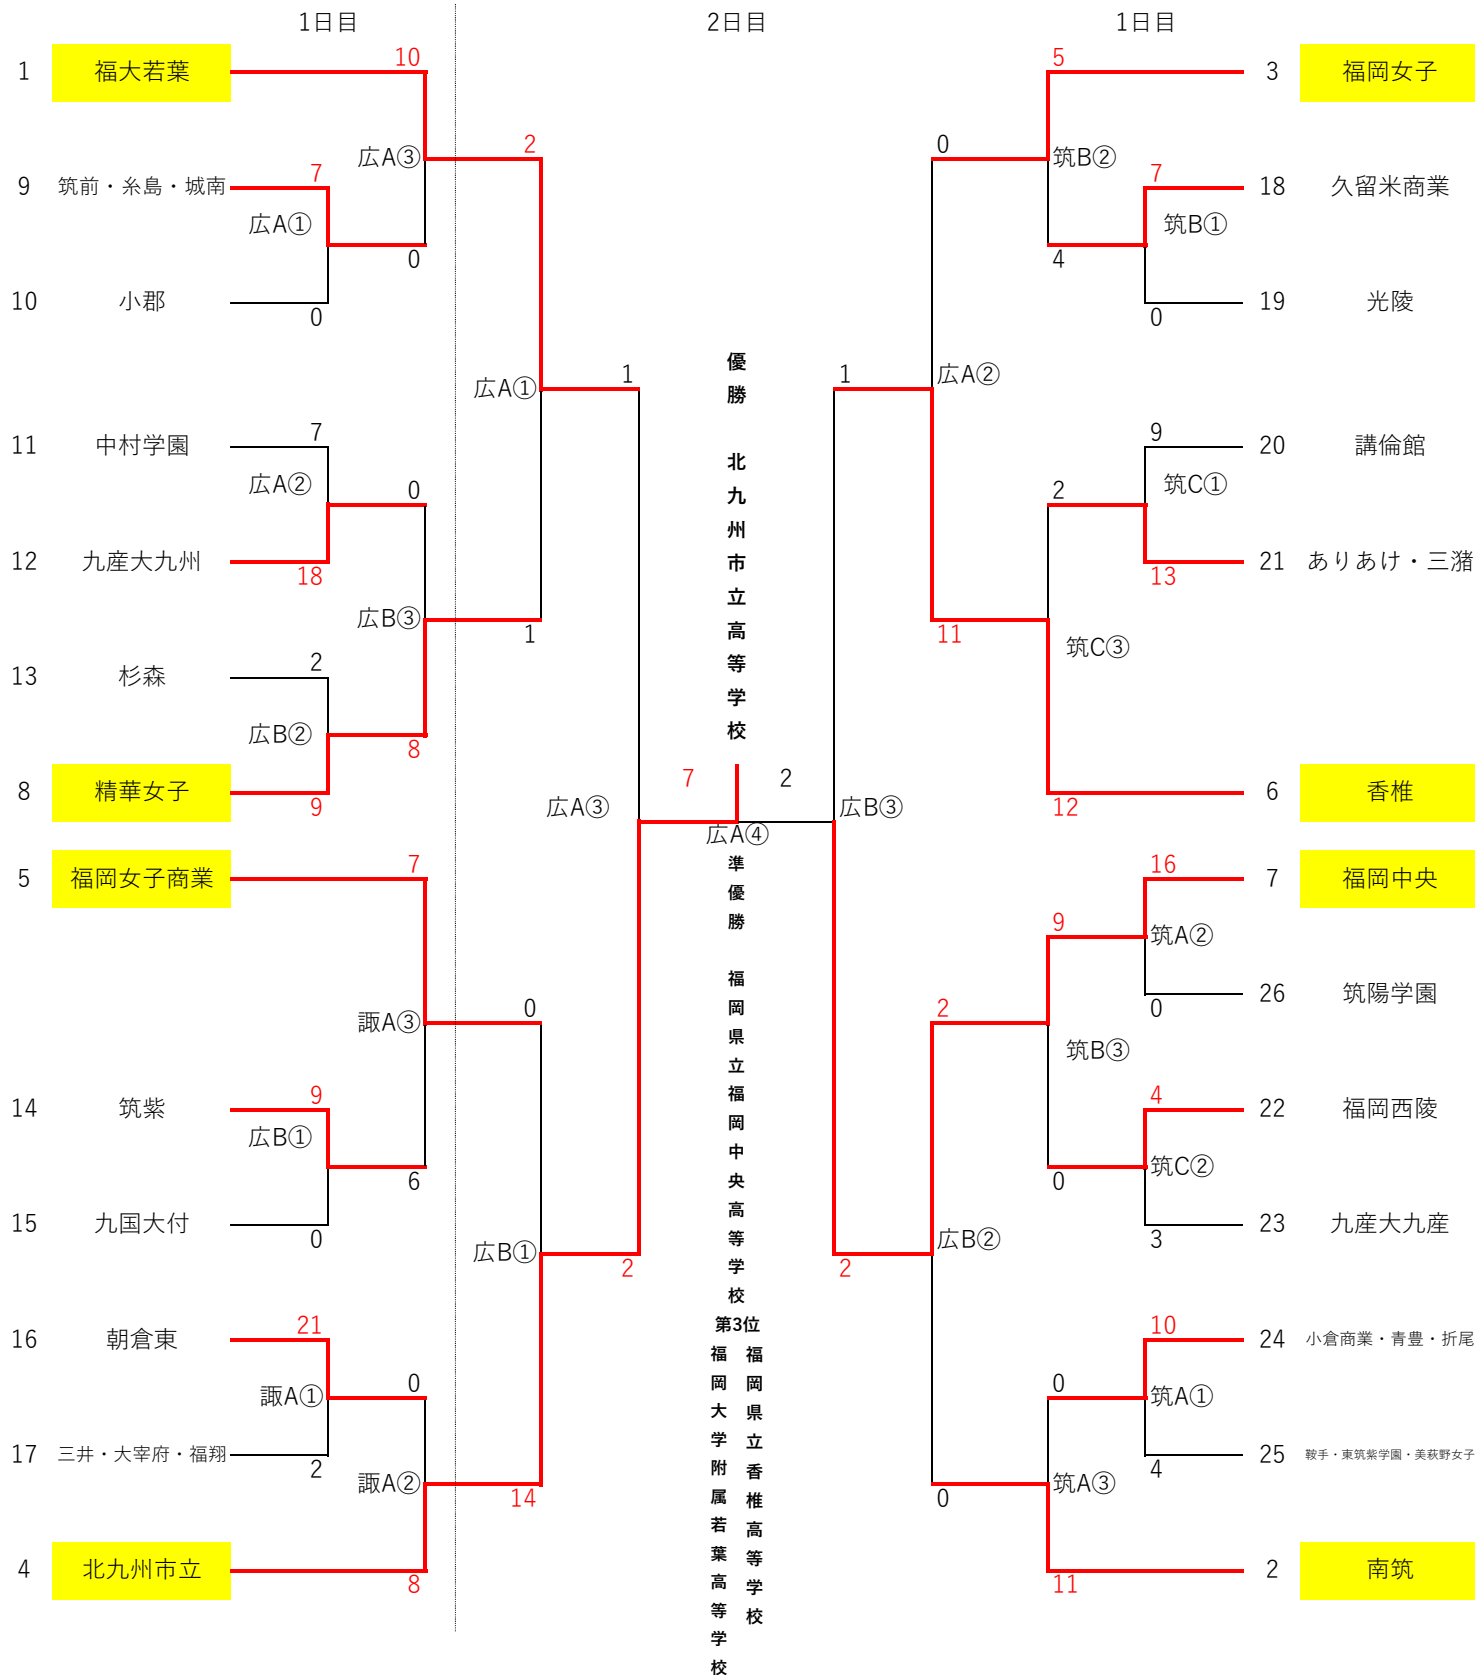 1日目
2日目
1日目
1 福大若葉 10
5 3 福岡女子
広A③ 2
0 筑B②
9 筑前・糸島・城南 7
7 18 久留米商業
広A①
筑B①
0
4
10 小郡 0
0 19 光陵
広A① 1
1 広A②
11 中村学園 7
9 20 講倫館
広A② 0
2 筑C①
12 九産大九州 18
13 21 ありあけ・三潴
広B③ 1
11 筑C③
13 杉森 2
広B② 8
8 精華女子 9
12 6 香椎
優勝 北九州市立高等学校
広A③ 7 2 広B③
広A④
5 福岡女子商業 7
16 7 福岡中央
9 筑A②
0 26 筑陽学園
諏A③ 0
2 筑B③
14 筑紫 9
4 22 福岡西陵
広B① 6
0 筑C②
15 九国大付 0
3 23 九産大九産
広B① 2
2 広B②
16 朝倉東 21
10 24 小倉商業・青豊・折尾
諏A① 0
0 筑A①
17 三井・大宰府・福翔 2
4 25 鞍手・東筑紫学園・美萩野女子
諏A② 14
0 筑A③
4 北九州市立 8
11 2 南筑
準優勝 福岡県立福岡中央高等学校
第3位
福岡県立香椎高等学校
福岡大学附属若葉高等学校